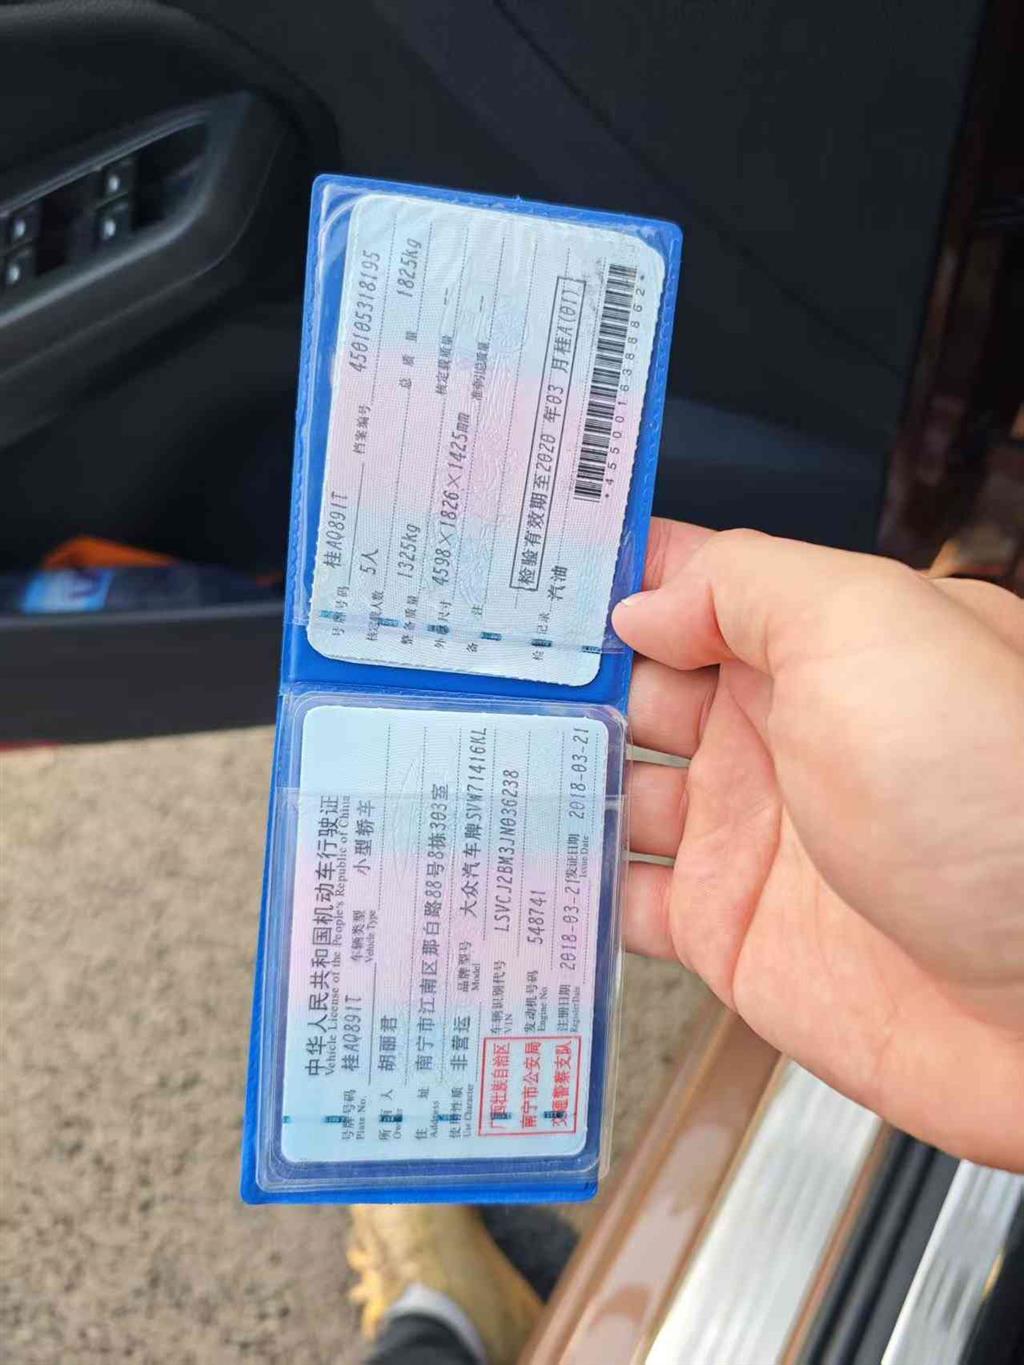 中华人民共和国机动车行驶证
Vehicle License of the People's Republic of China
号牌号码 桂AQ891T 车辆类型 小型轿车
Plate No. Vehicle Type
所有人 胡丽君
Owner
住址 南宁市江南区那白路88号8栋303室
Address
使用性质 非营运 品牌型号 大众汽车牌SVW71416KL
Use Character Model
广西壮族自治区
南宁市公安局
交通警察支队
车辆识别代号 LSVCJ2BM3JN036238
VIN
发动机号码 548741
Engine No.
注册日期 2018-03-21 发证日期 2018-03-21
Register Date Issue Date
号牌号码 桂AQ891T 档案编号 450105318195
核定载人数 5人 总质量 1825kg
整备质量 1325kg 核定载质量 --
外廓尺寸 4598×1826×1425mm 准牵引总质量 --
备注
检验有效期至2020年03月桂A(01)
检验记录 汽油
*4550016388862*